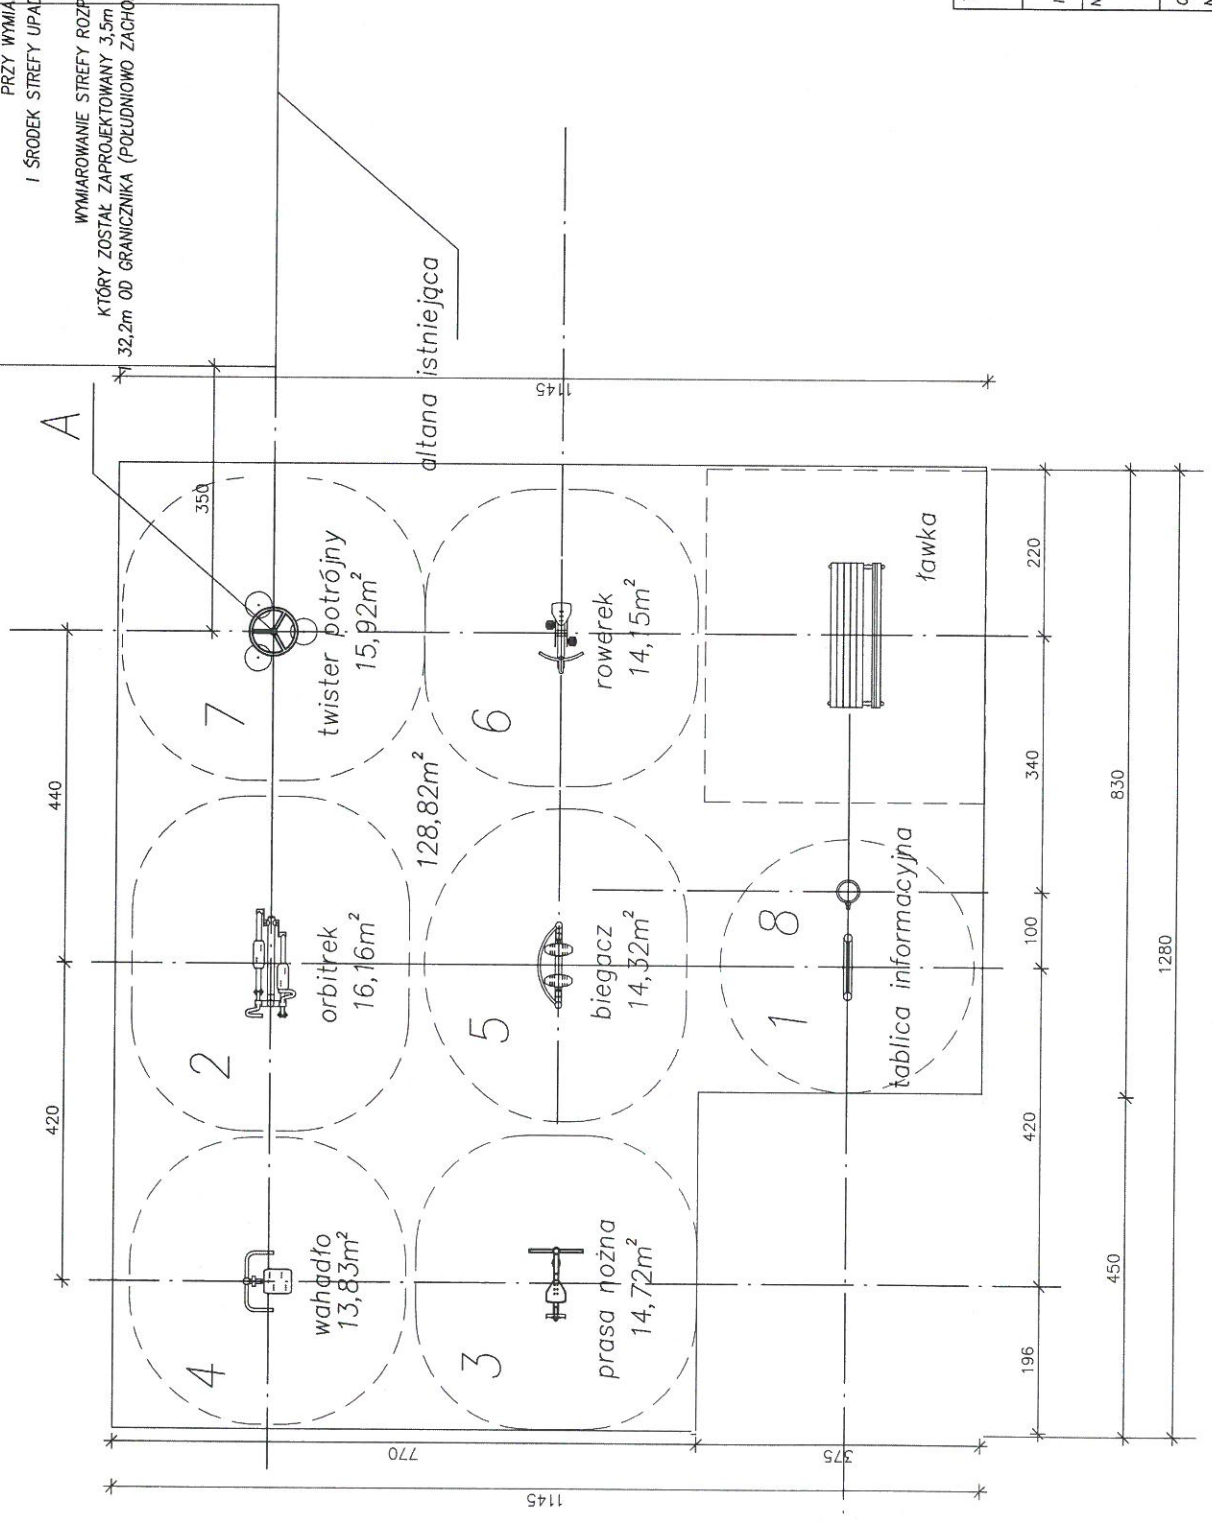 PRZY WYMIA
I ŚRODEK STREFY UPAD
WYMIAROWANIE STREFY ROZP
KTÓRY ZOSTAŁ ZAPROJEKTOWANY 3,5m
32,2m OD GRANICZNIKA (POŁUDNIOWO ZACHO
A
altana istniejąca
420
440
350
1145
4
wahadło
13,83m²
2
orbitrek
16,16m²
7
twister potrójny
15,92m²
128,82m²
3
prasa nożna
14,72m²
5
biegacz
14,32m²
6
rowerek
14,15m²
1
8
tablica informacyjna
ławka
770
375
1145
196
420
100
340
220
450
830
1280